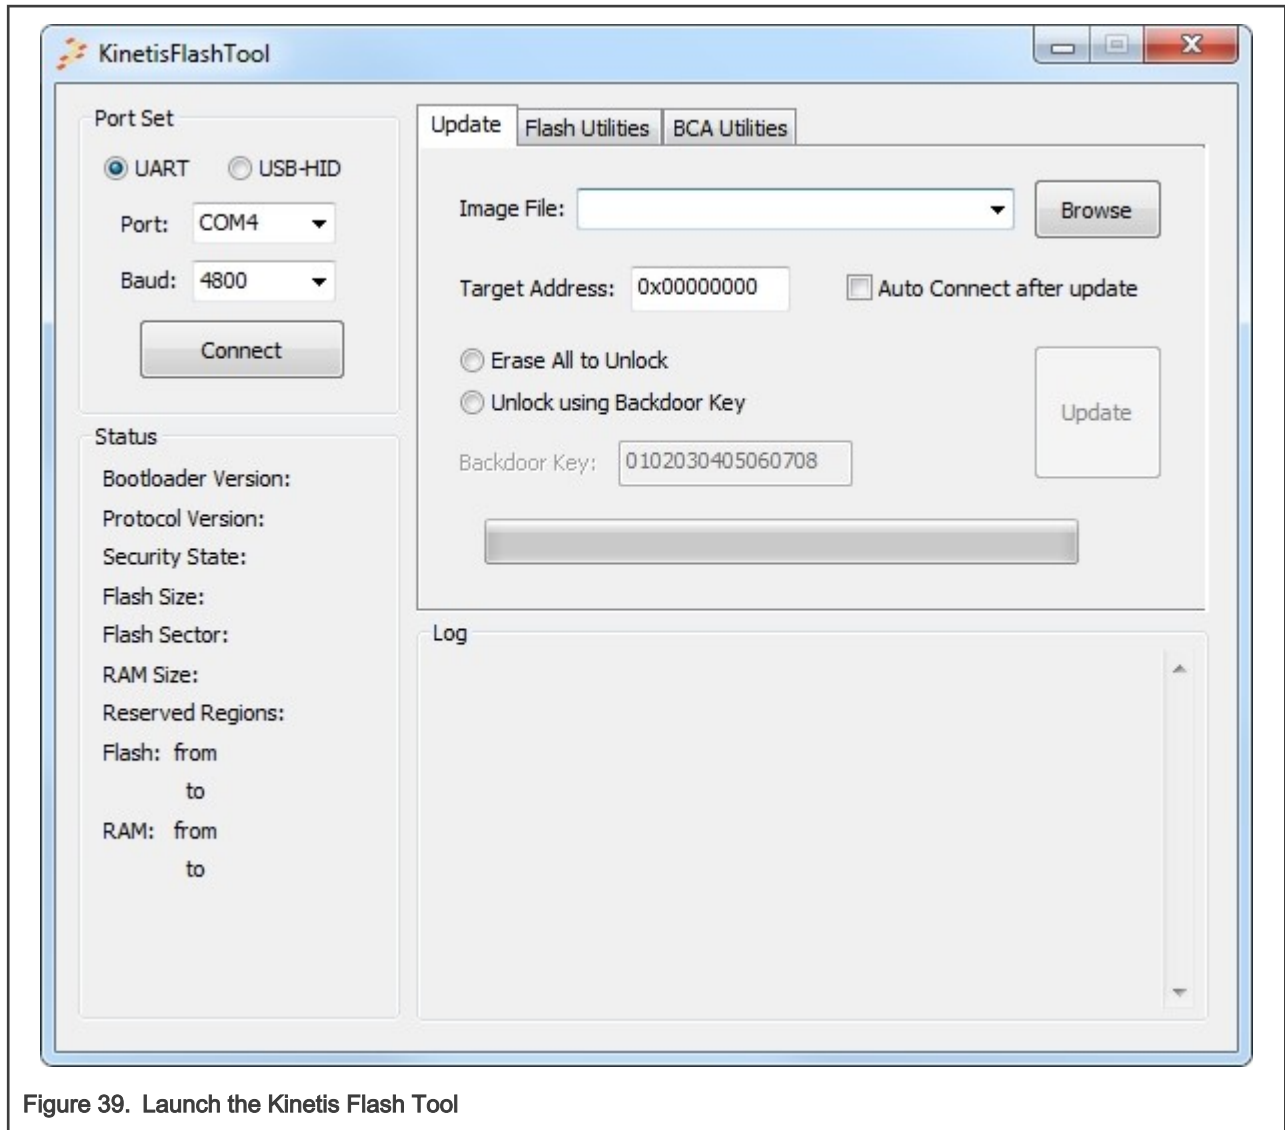 KinetisFlashTool
Port Set
UART USB-HID
Port: COM4
Baud: 4800
Connect
Status
Bootloader Version:
Protocol Version:
Security State:
Flash Size:
Flash Sector:
RAM Size:
Reserved Regions:
Flash: from
to
RAM: from
to
Update Flash Utilities BCA Utilities
Image File: Browse
Target Address: 0x00000000 Auto Connect after update
Erase All to Unlock
Unlock using Backdoor Key
Update
Backdoor Key: 0102030405060708
Log
Figure 39. Launch the Kinetis Flash Tool